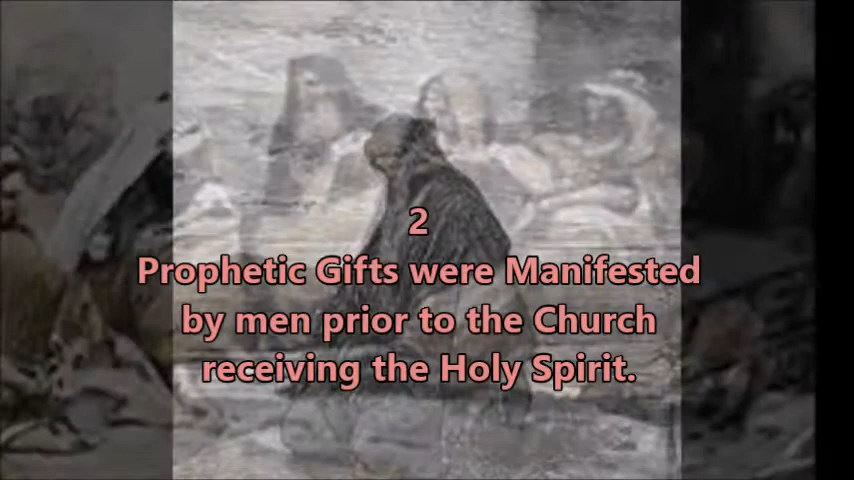 2
Prophetic Gifts were Manifested
by men prior to the Church
receiving the Holy Spirit.